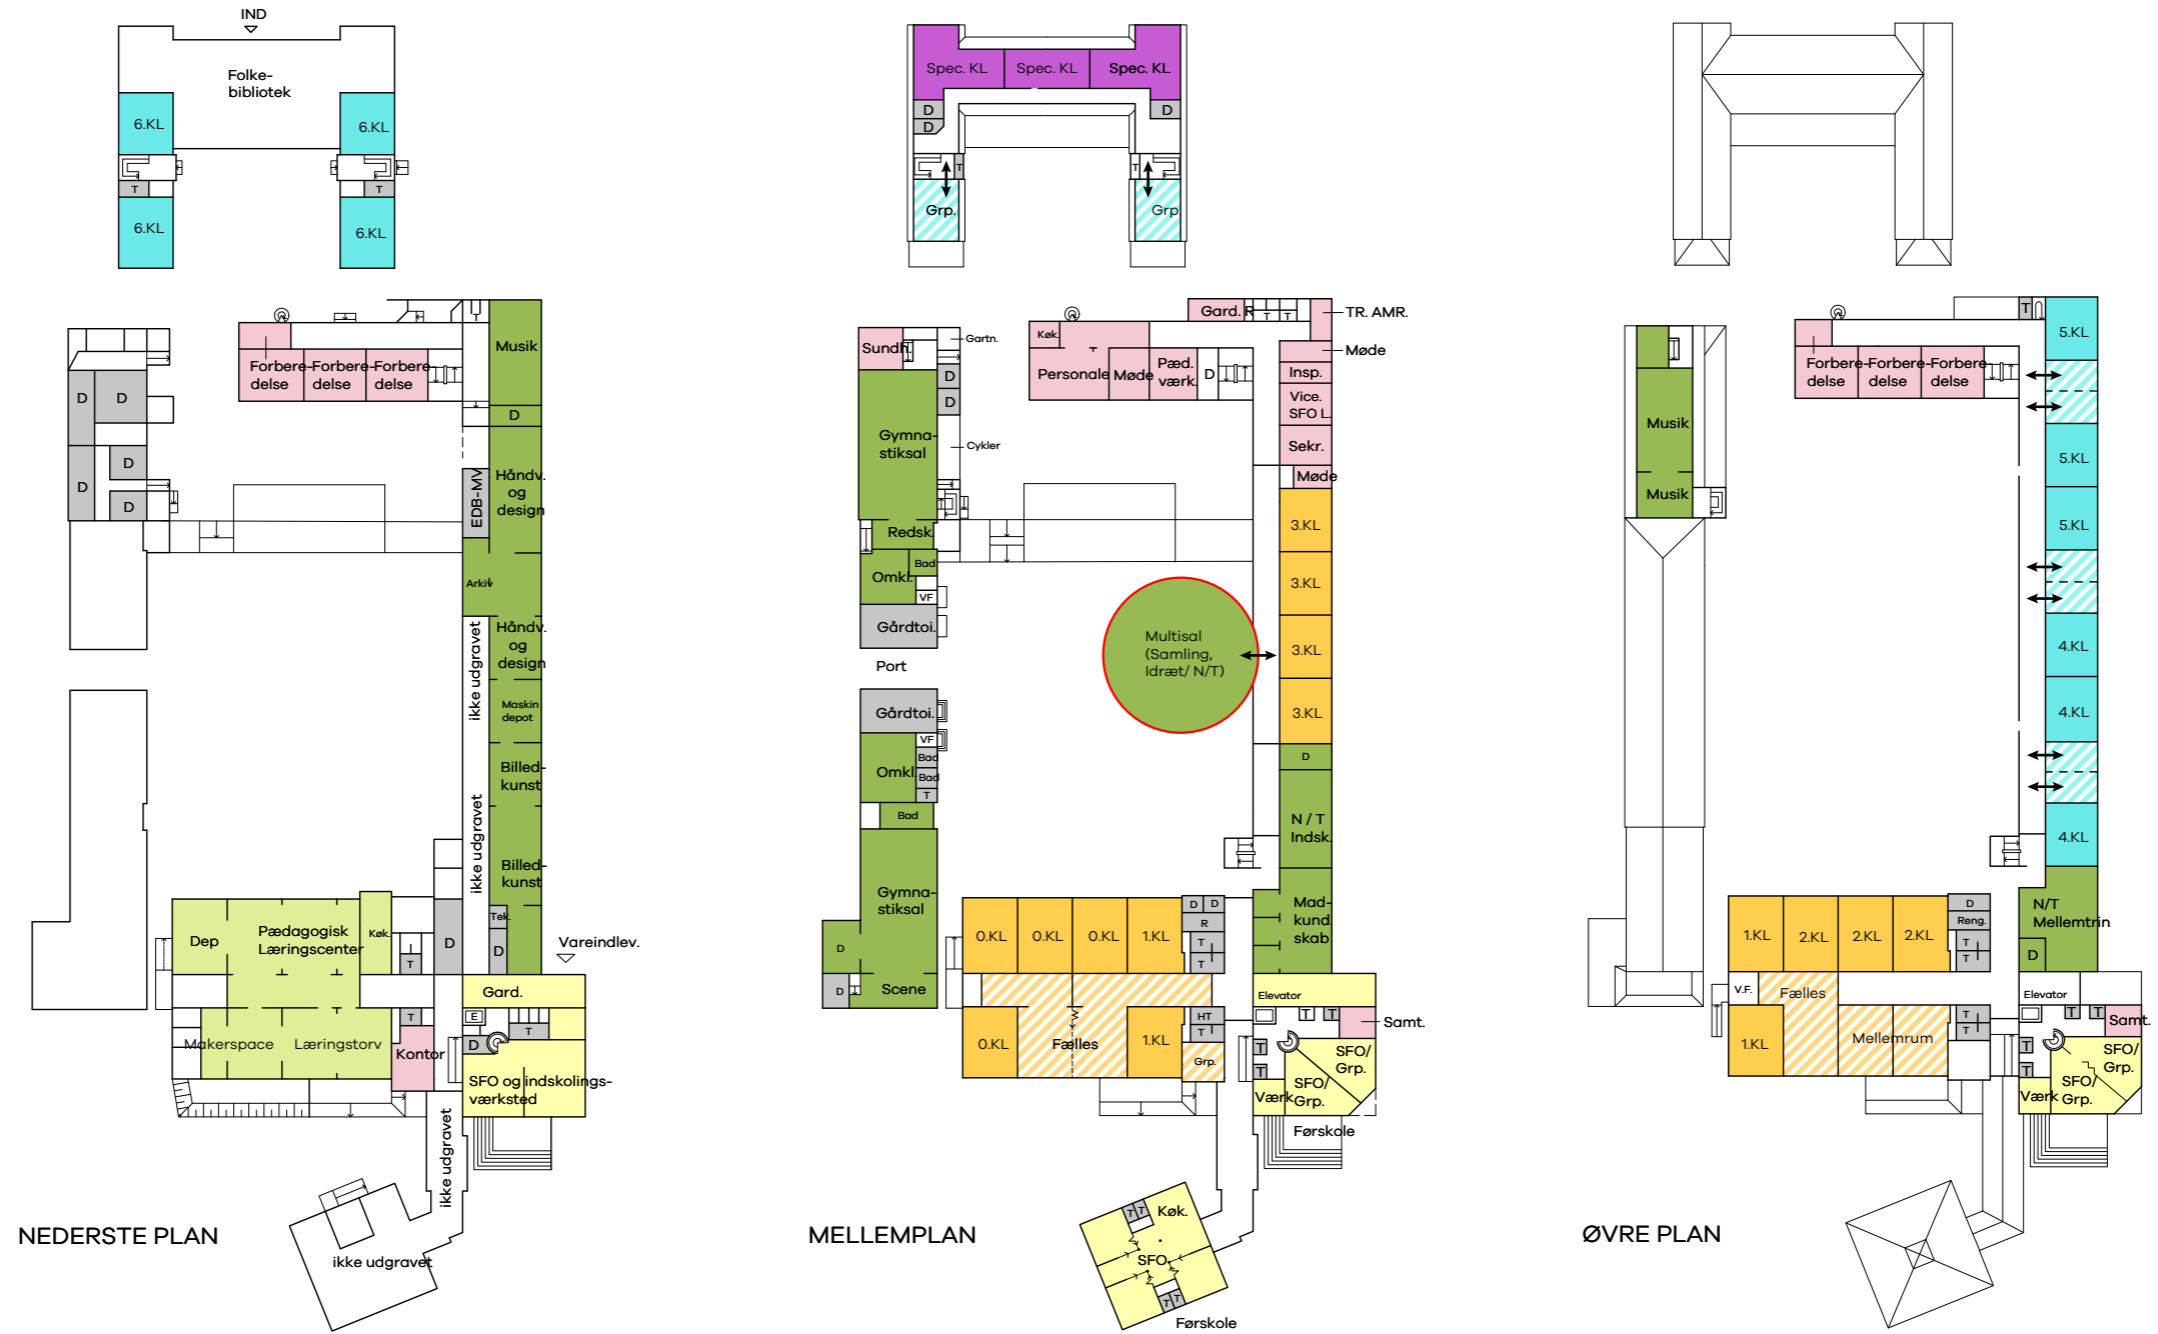 IND
Folke-
bibliotek
6.KL
6.KL
T
T
6.KL
6.KL
Musik
Forbere-
delse
Forbere-
delse
Forbere
delse
D
D
D
D
D
D
D
EDB-MV
Håndv.
og
design
Arkiv
ikke udgravet
Håndv.
og
design
Maskin
depot
Billed-
kunst
ikke udgravet
Billed-
kunst
Tek.
D
D
Vareindlev.
Dep
Pædagogisk
Læringscenter
Køk.
T
Makerspace
Læringstorv
T
Kontor
Gard.
E
T
D
SFO og indskolings-
værksted
ikke udgravet
ikke udgravet
NEDERSTE PLAN
Spec. KL
Spec. KL
Spec. KL
D
D
D
T
T
Grp.
Grp.
Gard. R
T
T
TR. AMR.
Møde
Køk.
Personale
Møde
Pæd.
værk.
D
Insp.
Vice.
SFO L.
Sekr.
Møde
Sundh.
Gartn.
D
D
Gymna-
stiksal
Cykler
Redsk.
Omkl.
Bad
VF
Gårdtoi.
Port
Gårdtoi.
VF
Omkl.
Bad
Bad
T
Bad
Gymna-
stiksal
D
D
Scene
3.KL
3.KL
3.KL
3.KL
Multisal
(Samling,
Idræt/ N/T)
D
N / T
Indsk.
Mad-
kund
skab
0.KL
0.KL
0.KL
1.KL
D
D
R
T
T
0.KL
Fælles
1.KL
HT
T
Grp.
Elevator
T
T
Samt.
T
T
SFO/
Grp.
SFO/
Grp.
Værk
Førskole
T
T
Køk.
SFO
T
T
Førskole
MELLEMPLAN
T
5.KL
Forbere-
delse
Forbere-
delse
Forbere
delse
Musik
Musik
5.KL
5.KL
4.KL
4.KL
4.KL
N/T
Mellemtrin
D
1.KL
2.KL
2.KL
2.KL
D
Reng.
T
T
V.F.
Fælles
1.KL
Mellemrum
T
T
Elevator
T
T
Samt.
T
T
SFO/
Grp.
SFO/
Grp.
Værk
ØVRE PLAN